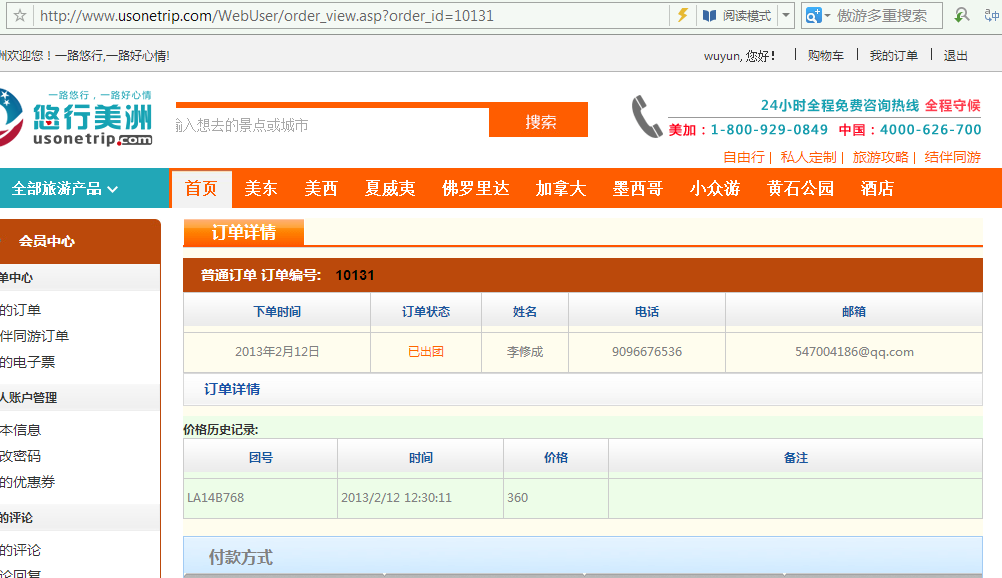 http://www.usonetrip.com/WebUser/order_view.asp?order_id=10131 阅读模式 傲游多重搜索
州欢迎您！一路悠行,一路好心情! wuyun, 您好! 购物车 我的订单 退出
一路悠行，一路好心情
悠行美洲
usonetrip.com
输入想去的景点或城市 搜索
24小时全程免费咨询热线 全程守候
美加：1-800-929-0849 中国：4000-626-700
自由行 | 私人定制 | 旅游攻略 | 结伴同游
全部旅游产品 首页 美东 美西 夏威夷 佛罗里达 加拿大 墨西哥 小众游 黄石公园 酒店
会员中心
单中心
的订单
伴同游订单
的电子票
人账户管理
本信息
改密码
的优惠券
的评论
的评论
论回复
订单详情
普通订单 订单编号: 10131
下单时间 订单状态 姓名 电话 邮箱
2013年2月12日 已出团 李修成 9096676536 547004186@qq.com
订单详情
价格历史记录:
团号 时间 价格 备注
LA14B768 2013/2/12 12:30:11 360
付款方式